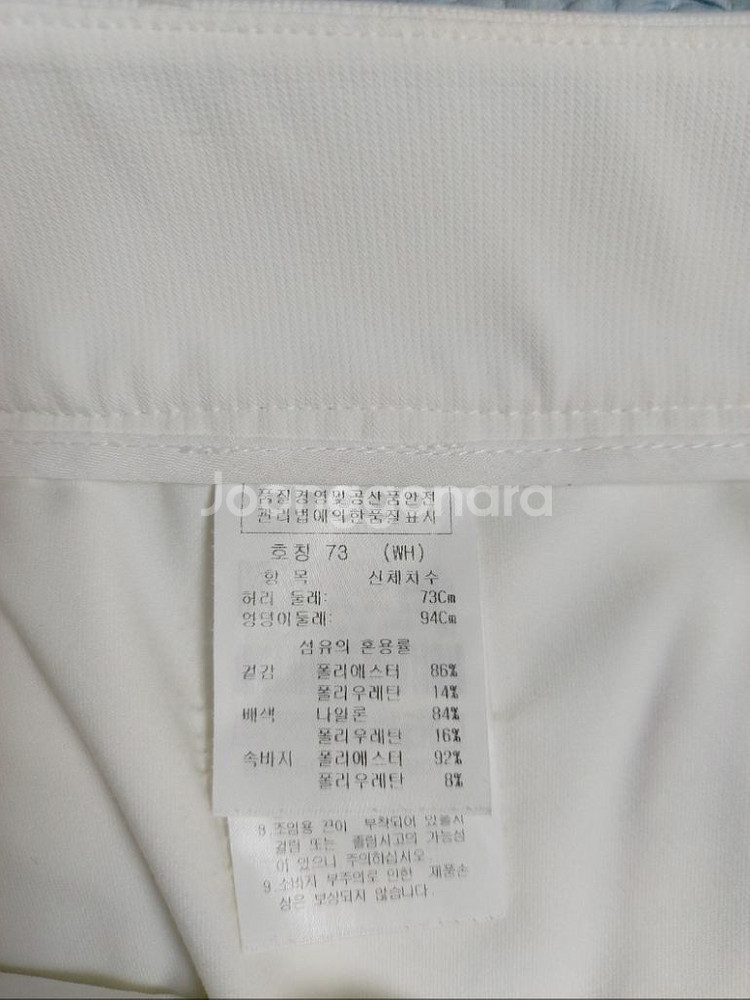 Joongganara
품질경영및공산품안전
관리법에의한품질표시
호칭 73 (WH)
항 목 신체치수
허리 둘레: 73Cm
엉덩이둘레: 94Cm
섬유의 혼용률
겉감 폴리에스터 86%
폴리우레탄 14%
배색 나일론 84%
폴리우레탄 16%
속바지 폴리에스터 92%
폴리우레탄 8%
8.조임용 끈이 부착되어 있을시
걸림 또는 졸림사고의 가능성
이 있으니 주의하십시오.
9.소비자 부주의로 인한 제품손
상은 보상되지 않습니다.